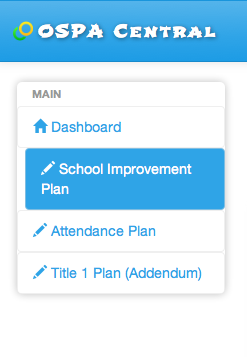 OSPA Central
MAIN
Dashboard
School Improvement
Plan
Attendance Plan
Title 1 Plan (Addendum)